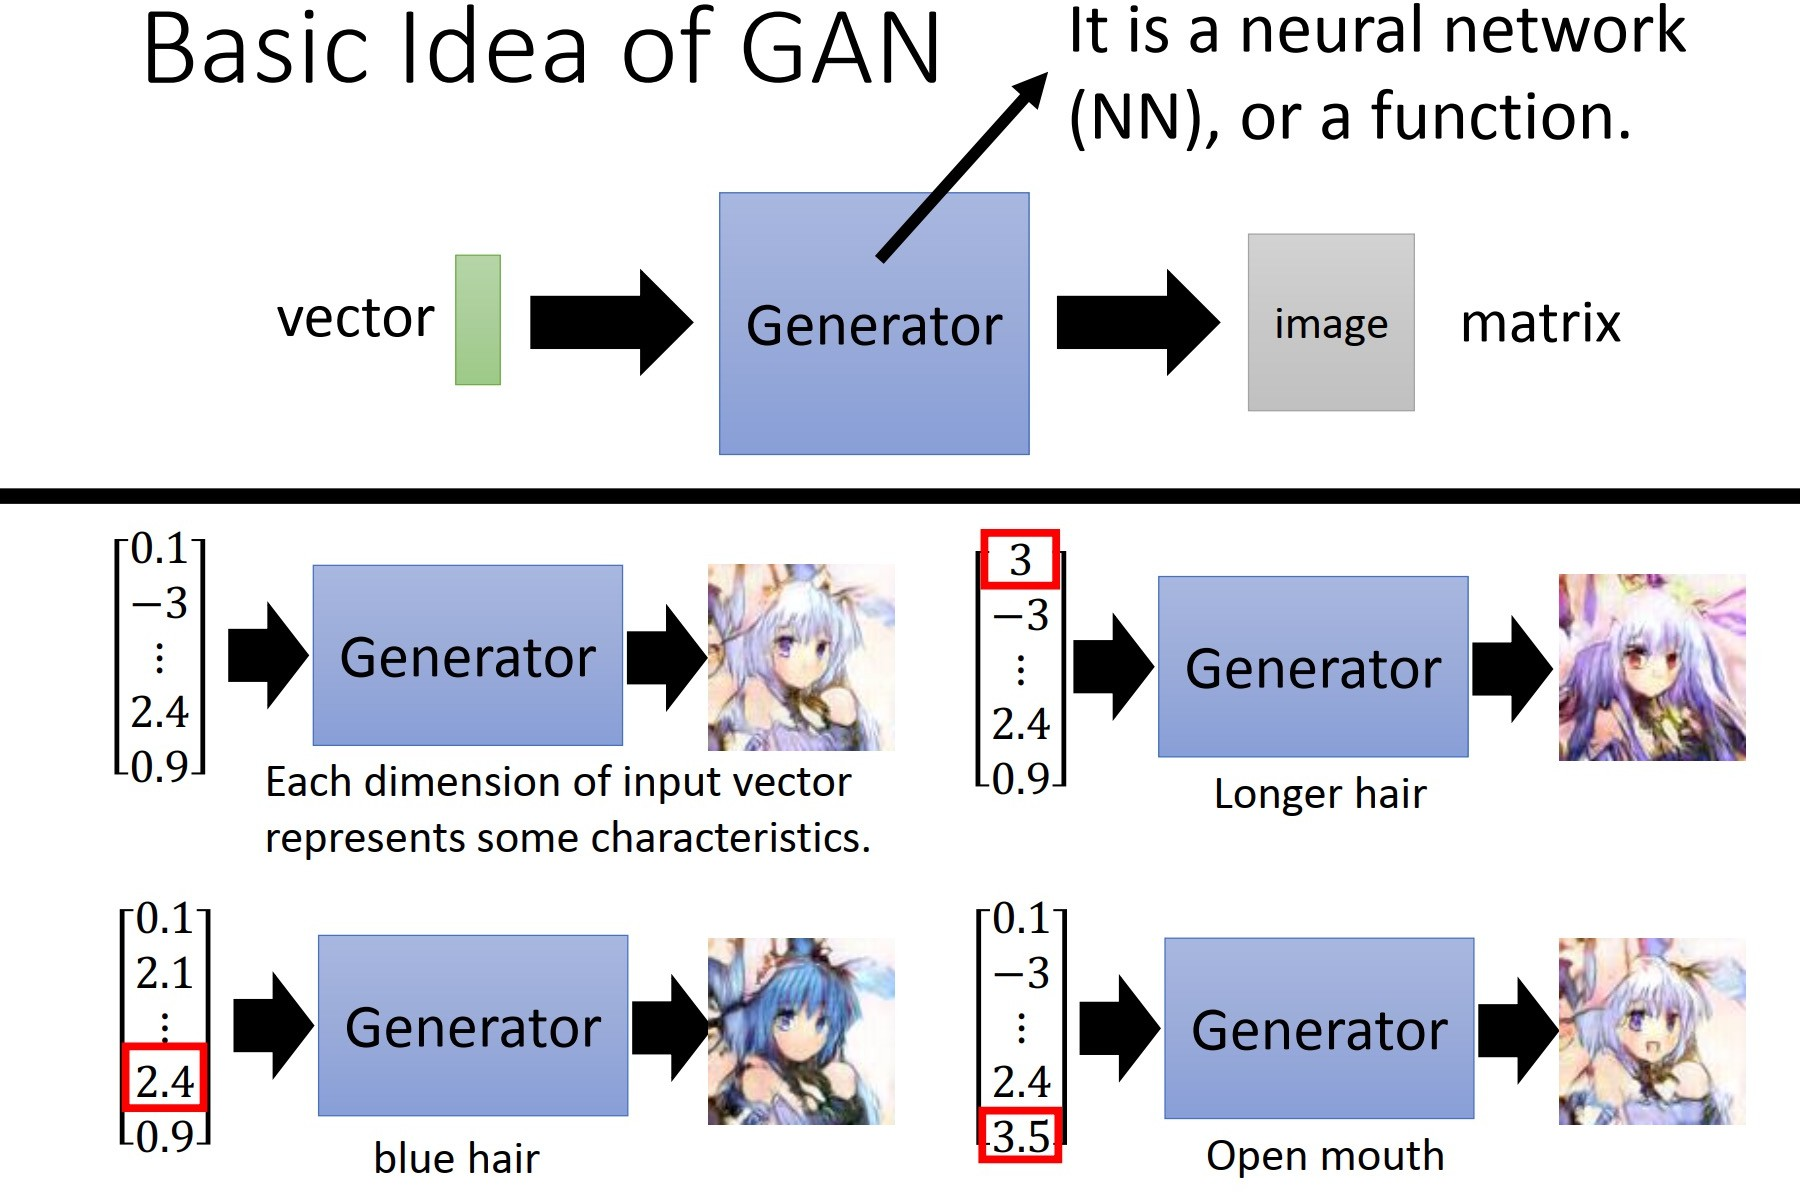 Basic Idea of GAN
It is a neural network
(NN), or a function.
vector
Generator
image
matrix
0.1
−3
⋮
2.4
0.9
Generator
Each dimension of input vector
represents some characteristics.
3
−3
⋮
2.4
0.9
Generator
Longer hair
0.1
2.1
⋮
2.4
0.9
Generator
blue hair
0.1
−3
⋮
2.4
3.5
Generator
Open mouth